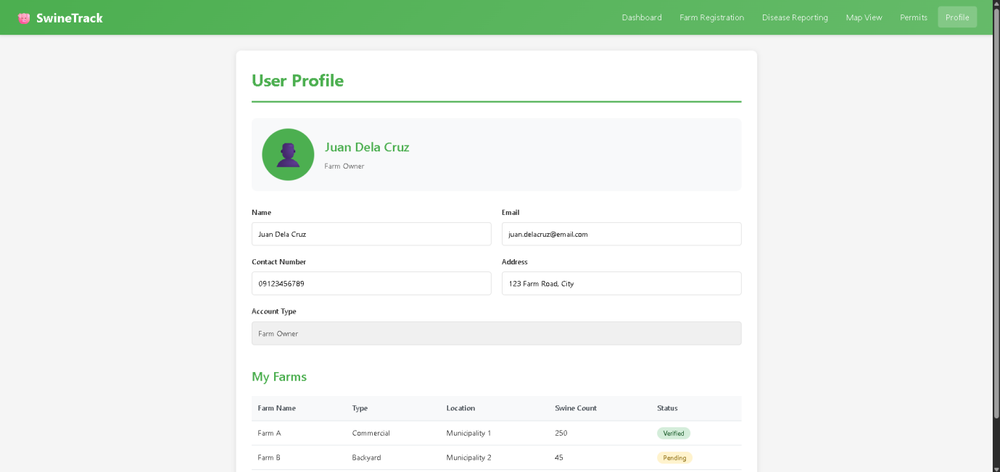 SwineTrack
Dashboard Farm Registration Disease Reporting Map View Permits Profile
User Profile
Juan Dela Cruz
Farm Owner
Name Email
Juan Dela Cruz juan.delacruz@email.com
Contact Number Address
09123456789 123 Farm Road, City
Account Type
Farm Owner
My Farms
Farm Name Type Location Swine Count Status
Farm A Commercial Municipality 1 250 Verified
Farm B Backyard Municipality 2 45 Pending